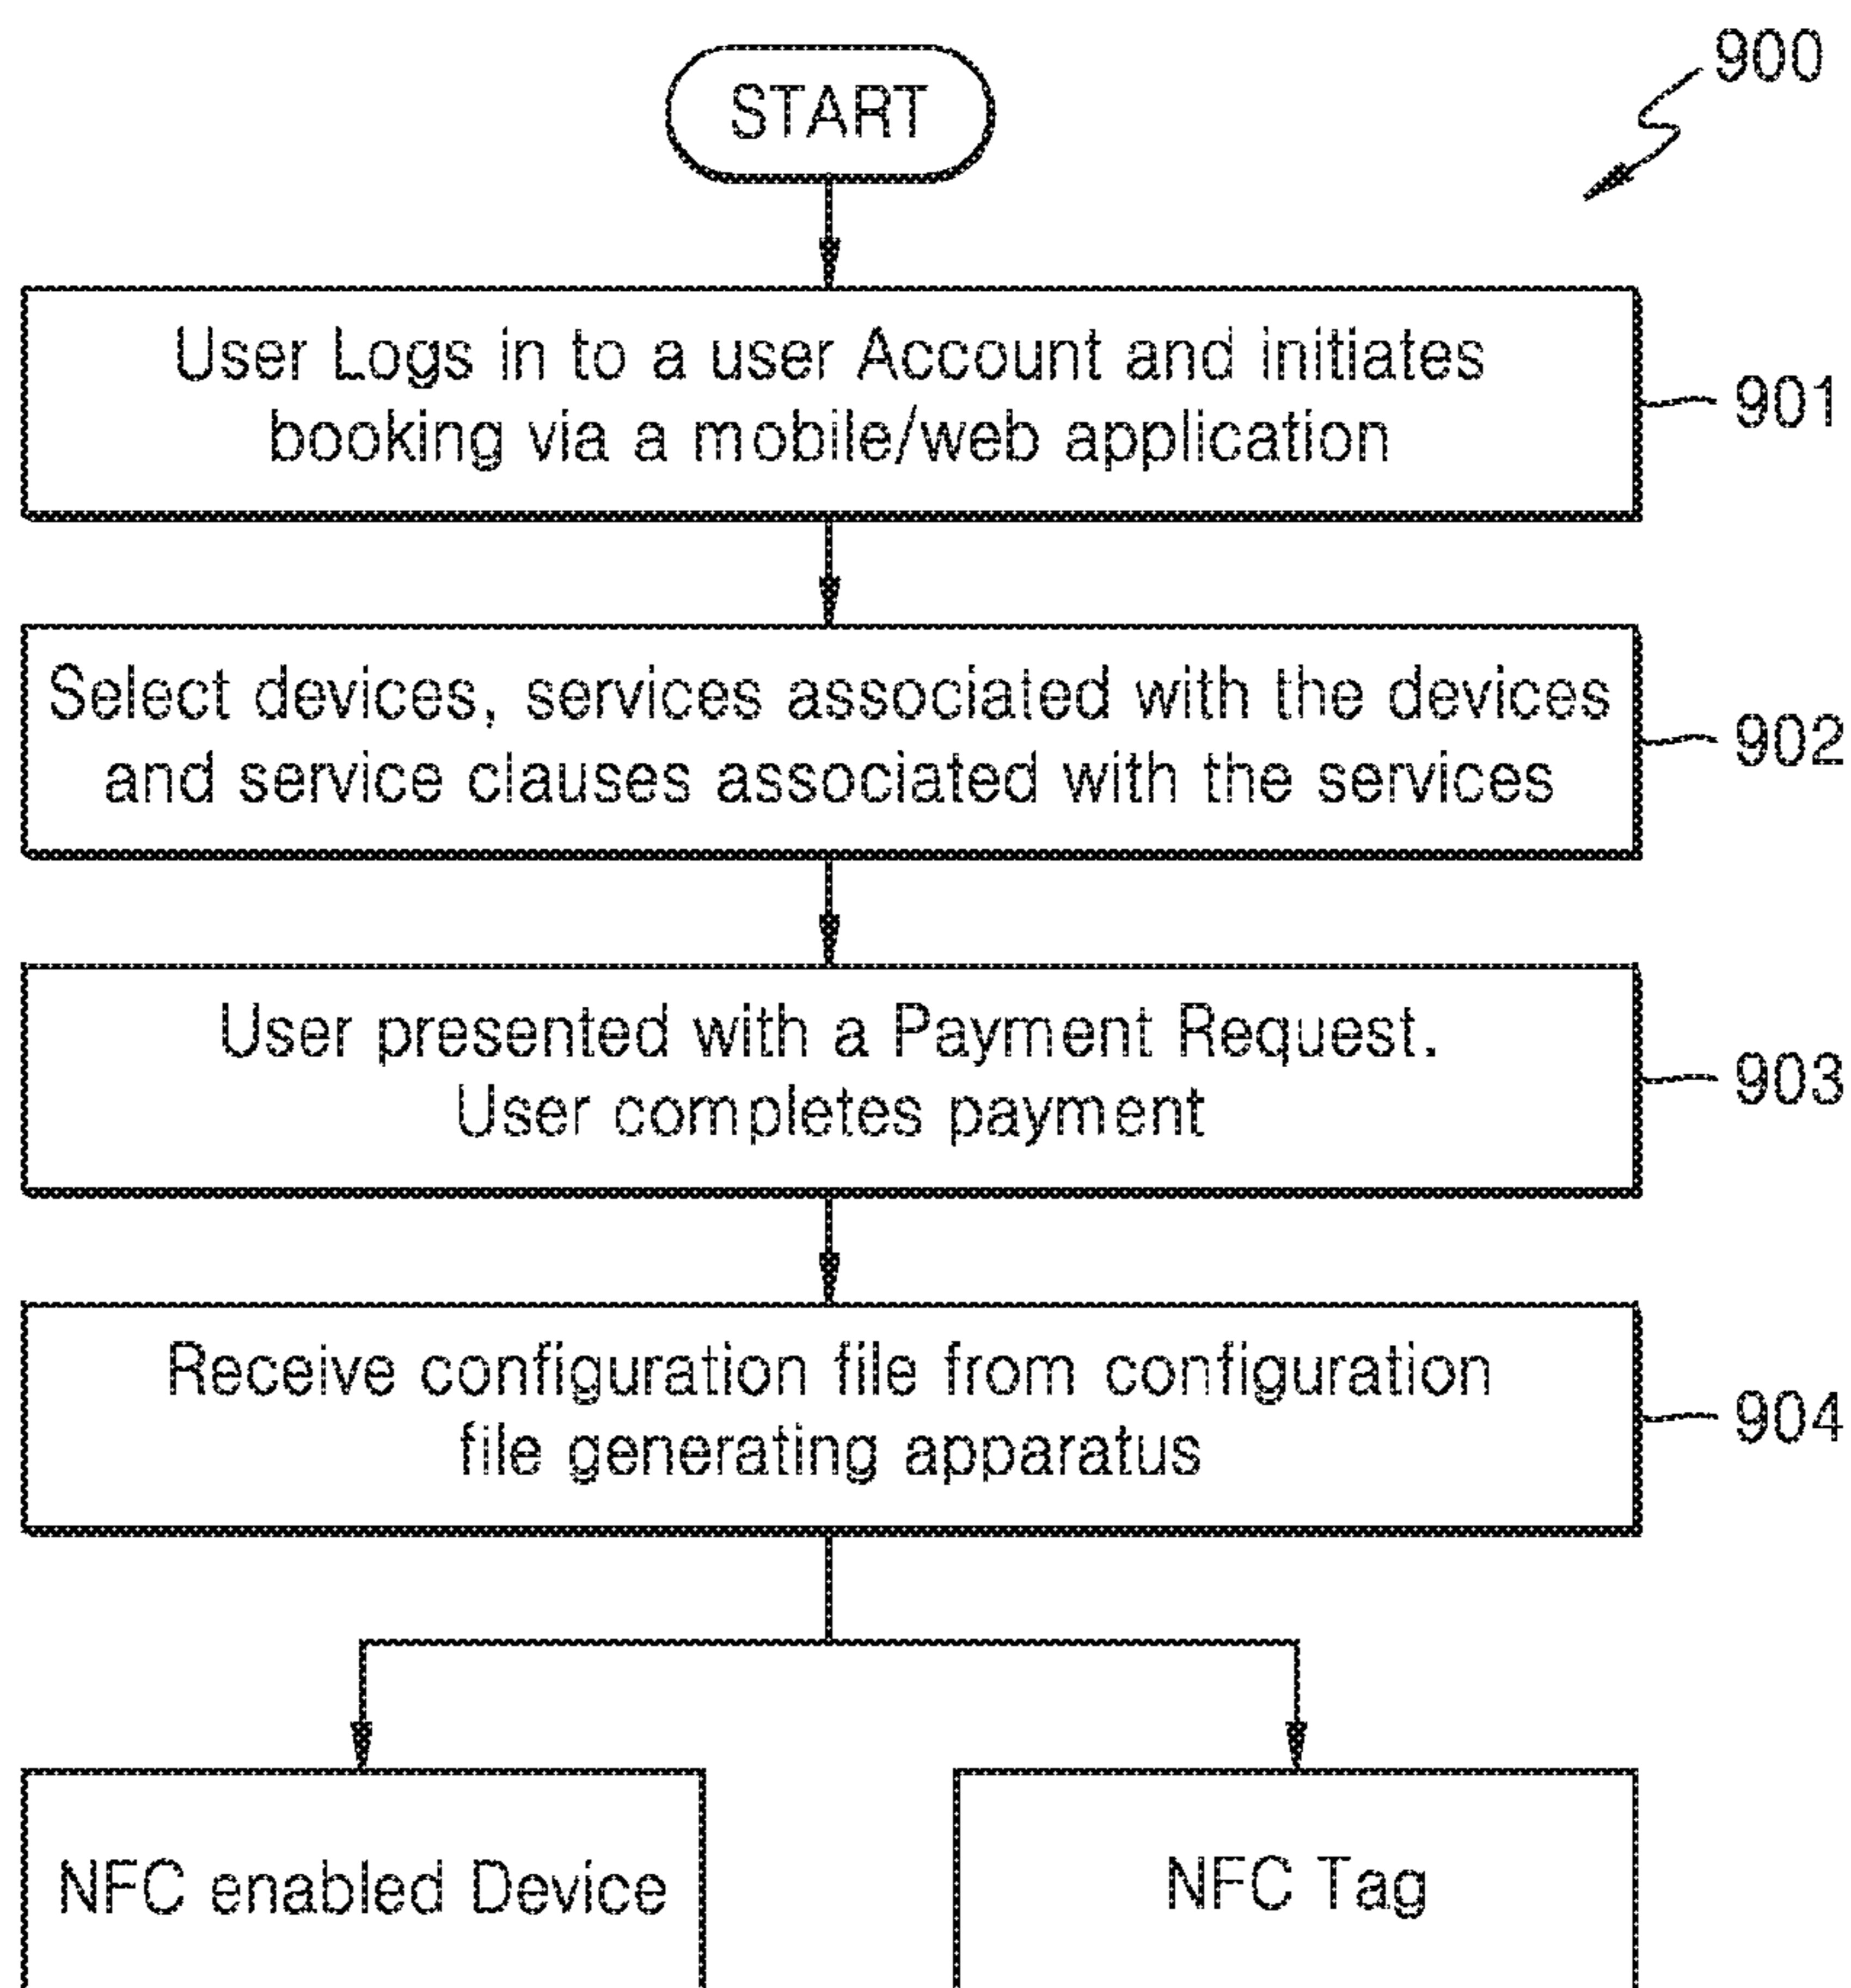 900
START
User Logs in to a user Account and initiates
booking via a mobile/web application
901
Select devices, services associated with the devices
and service clauses associated with the services
902
User presented with a Payment Request.
User completes payment
903
Receive configuration file from configuration
file generating apparatus
904
NFC enabled Device
NFC Tag